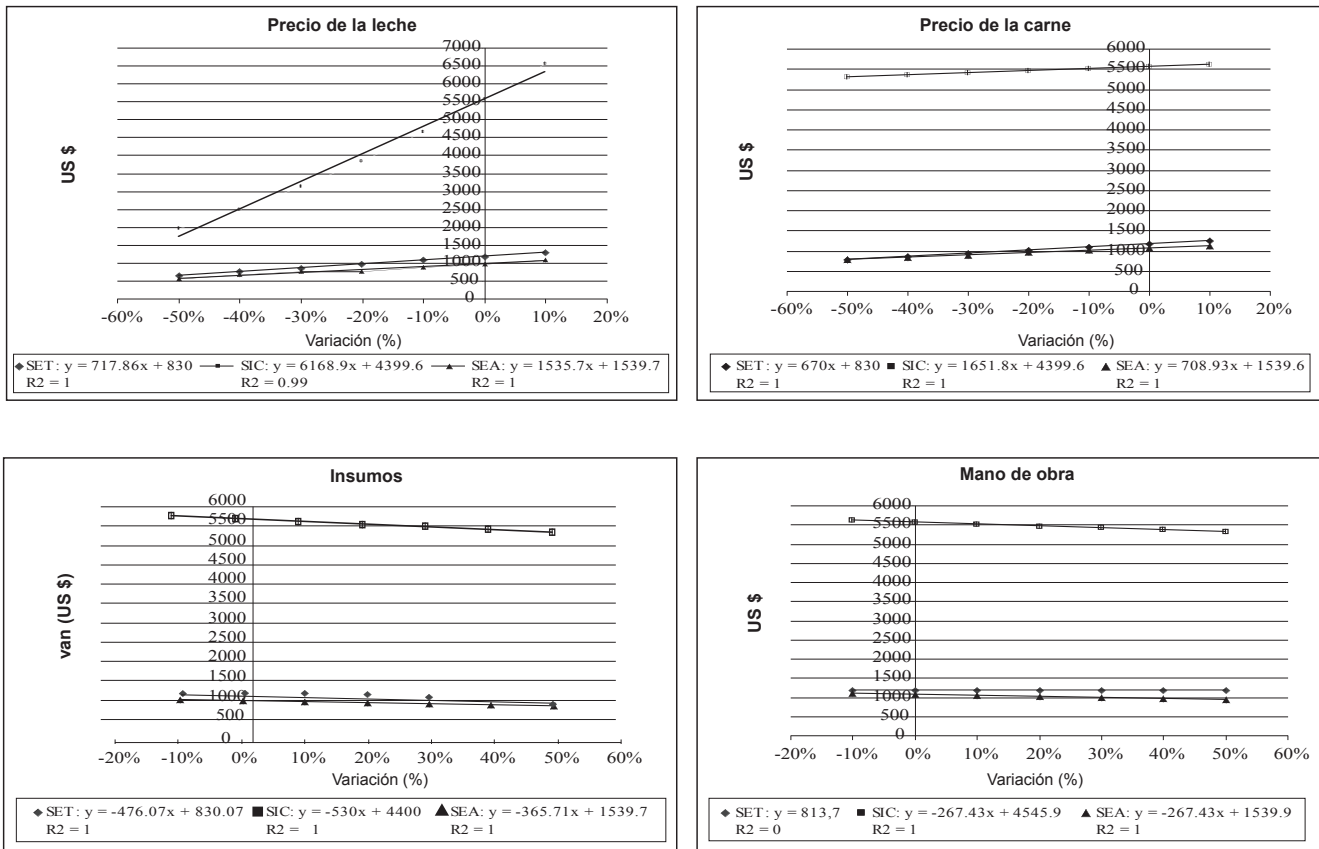 Precio de la leche
US $
7000
6500
6000
5500
5000
4500
4000
3500
3000
2500
2000
1500
1000
500
0
-60% -50% -40% -30% -20% -10% 0% 10% 20%
Variación (%)
SET: y = 717.86x + 830 SIC: y = 6168.9x + 4399.6 SEA: y = 1535.7x + 1539.7
R2 = 1 R2 = 0.99 R2 = 1
Precio de la carne
US $
6000
5500
5000
4500
4000
3500
3000
2500
2000
1500
1000
500
0
-60% -50% -40% -30% -20% -10% 0% 10% 20%
Variación (%)
SET: y = 670x + 830 SIC: y = 1651.8x + 4399.6 SEA: y = 708.93x + 1539.6
R2 = 1 R2 = 1 R2 = 1
Insumos
van (US $)
6000
5500
5000
4500
4000
3500
3000
2500
2000
1500
1000
500
0
-20% -10% 0% 10% 20% 30% 40% 50% 60%
Variación (%)
SET: y = -476.07x + 830.07 SIC: y = -530x + 4400 SEA: y = -365.71x + 1539.7
R2 = 1 R2 = 1 R2 = 1
Mano de obra
US $
6000
5500
5000
4500
4000
3500
3000
2500
2000
1500
1000
500
0
-20% -10% 0% 10% 20% 30% 40% 50% 60%
Variación (%)
SET: y = 813,7 SIC: y = -267.43x + 4545.9 SEA: y = -267.43x + 1539.9
R2 = 0 R2 = 1 R2 = 1